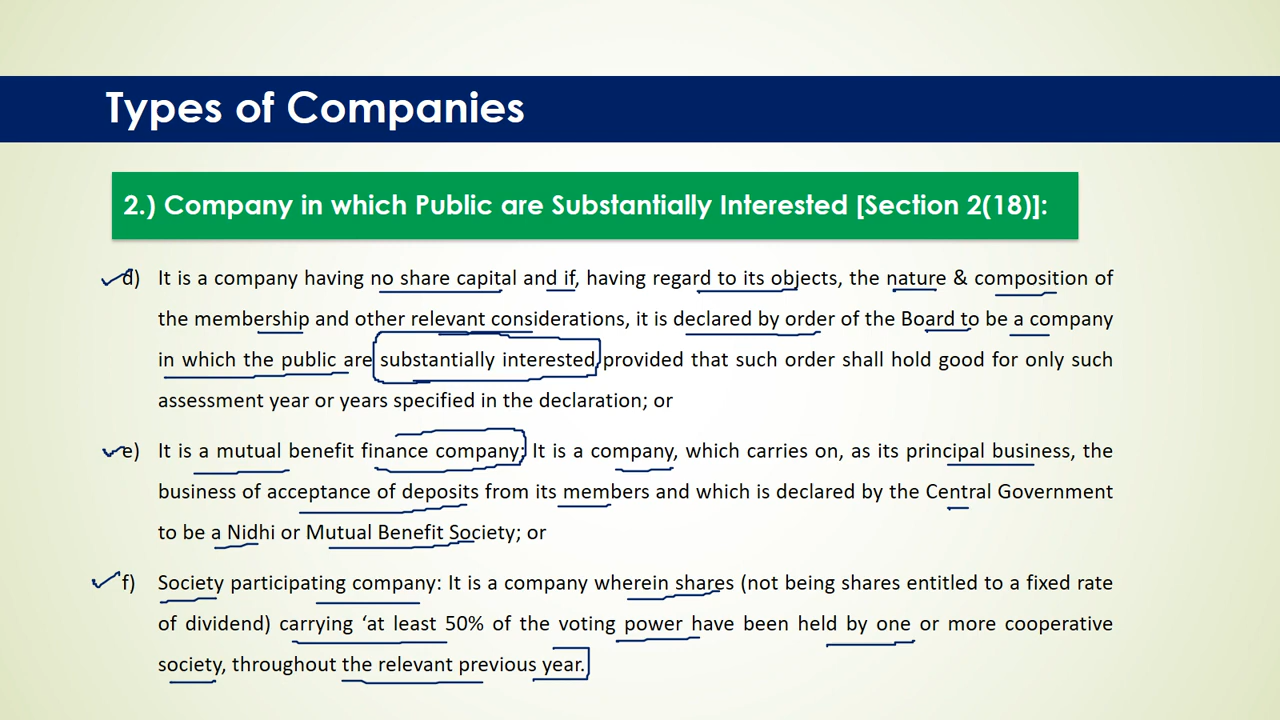 Types of Companies
2.) Company in which Public are Substantially Interested [Section 2(18)]:
d) It is a company having no share capital and if, having regard to its objects, the nature & composition of
the membership and other relevant considerations, it is declared by order of the Board to be a company
in which the public are substantially interested provided that such order shall hold good for only such
assessment year or years specified in the declaration; or
e) It is a mutual benefit finance company: It is a company, which carries on, as its principal business, the
business of acceptance of deposits from its members and which is declared by the Central Government
to be a Nidhi or Mutual Benefit Society; or
f) Society participating company: It is a company wherein shares (not being shares entitled to a fixed rate
of dividend) carrying ‘at least 50% of the voting power have been held by one or more cooperative
society, throughout the relevant previous year.